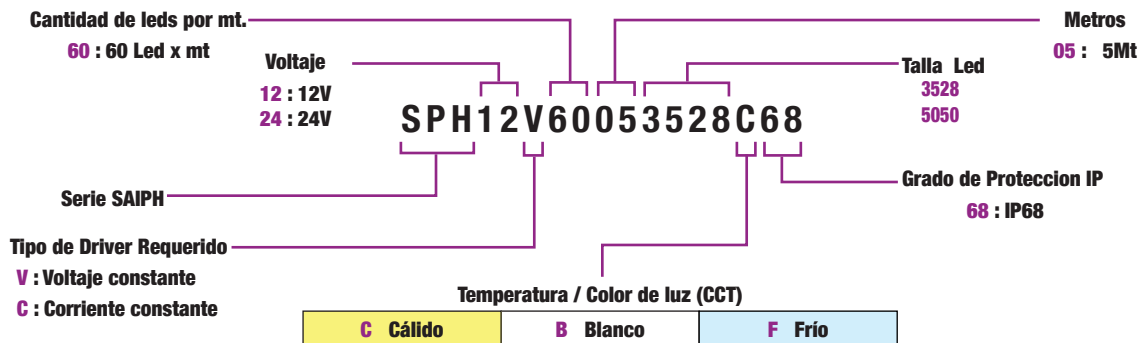 Cantidad de leds por mt.
60 : 60 Led x mt
Metros
05 : 5Mt
Voltaje
12 : 12V
24 : 24V
Talla Led
3528
5050
SPH12V60053528C68
Serie SAIPH
Grado de Proteccion IP
68 : IP68
Tipo de Driver Requerido
V : Voltaje constante
C : Corriente constante
Temperatura / Color de luz (CCT)
C Cálido
B Blanco
F Frío